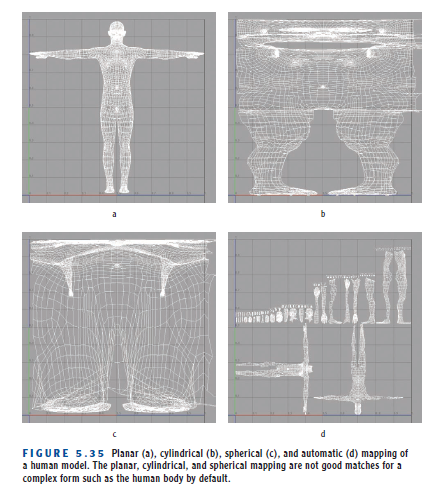 a
b
c
d
FIGURE 5.35 Planar (a), cylindrical (b), spherical (c), and automatic (d) mapping of
a human model. The planar, cylindrical, and spherical mapping are not good matches for a
complex form such as the human body by default.